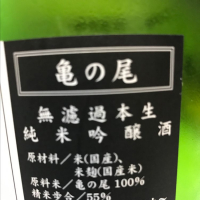 亀の尾
無濾過本生
純米吟醸酒
原材料／米(国産)、
米麹(国産米)
原料米／亀の尾100%
精米歩合／55%